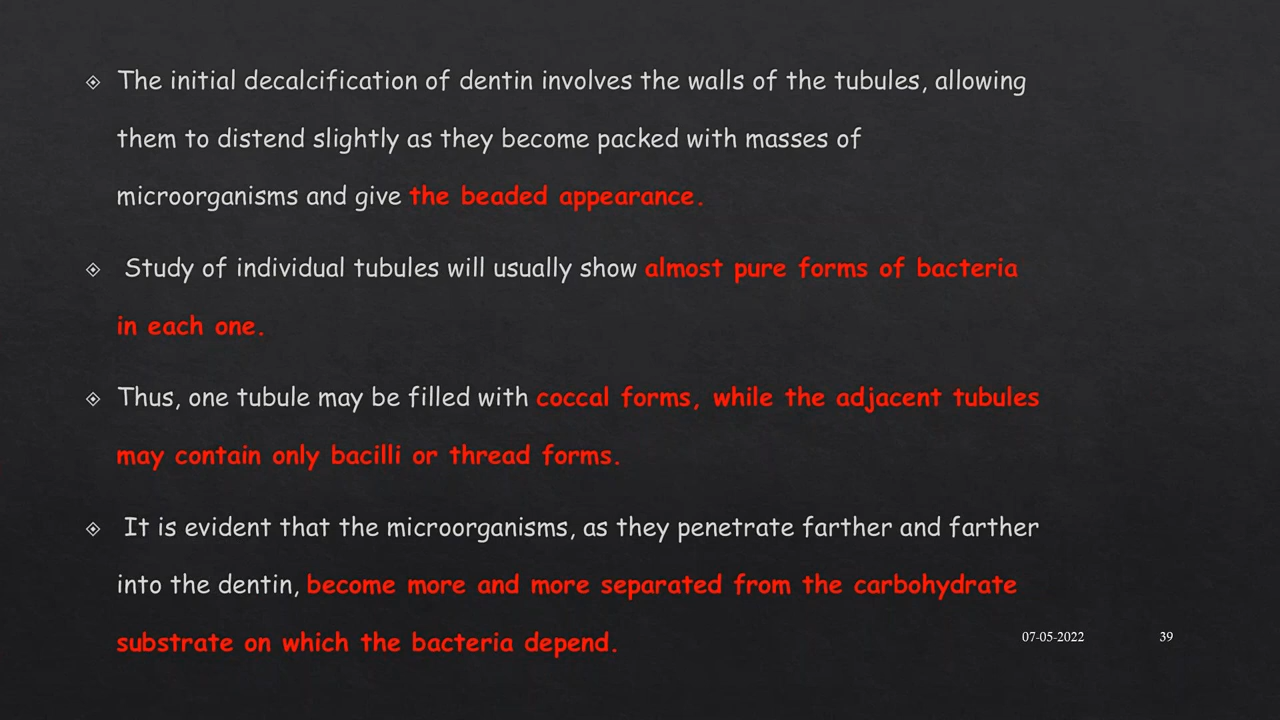 The initial decalcification of dentin involves the walls of the tubules, allowing
them to distend slightly as they become packed with masses of
microorganisms and give the beaded appearance.
Study of individual tubules will usually show almost pure forms of bacteria
in each one.
Thus, one tubule may be filled with coccal forms, while the adjacent tubules
may contain only bacilli or thread forms.
It is evident that the microorganisms, as they penetrate farther and farther
into the dentin, become more and more separated from the carbohydrate
substrate on which the bacteria depend.
07-05-2022 39